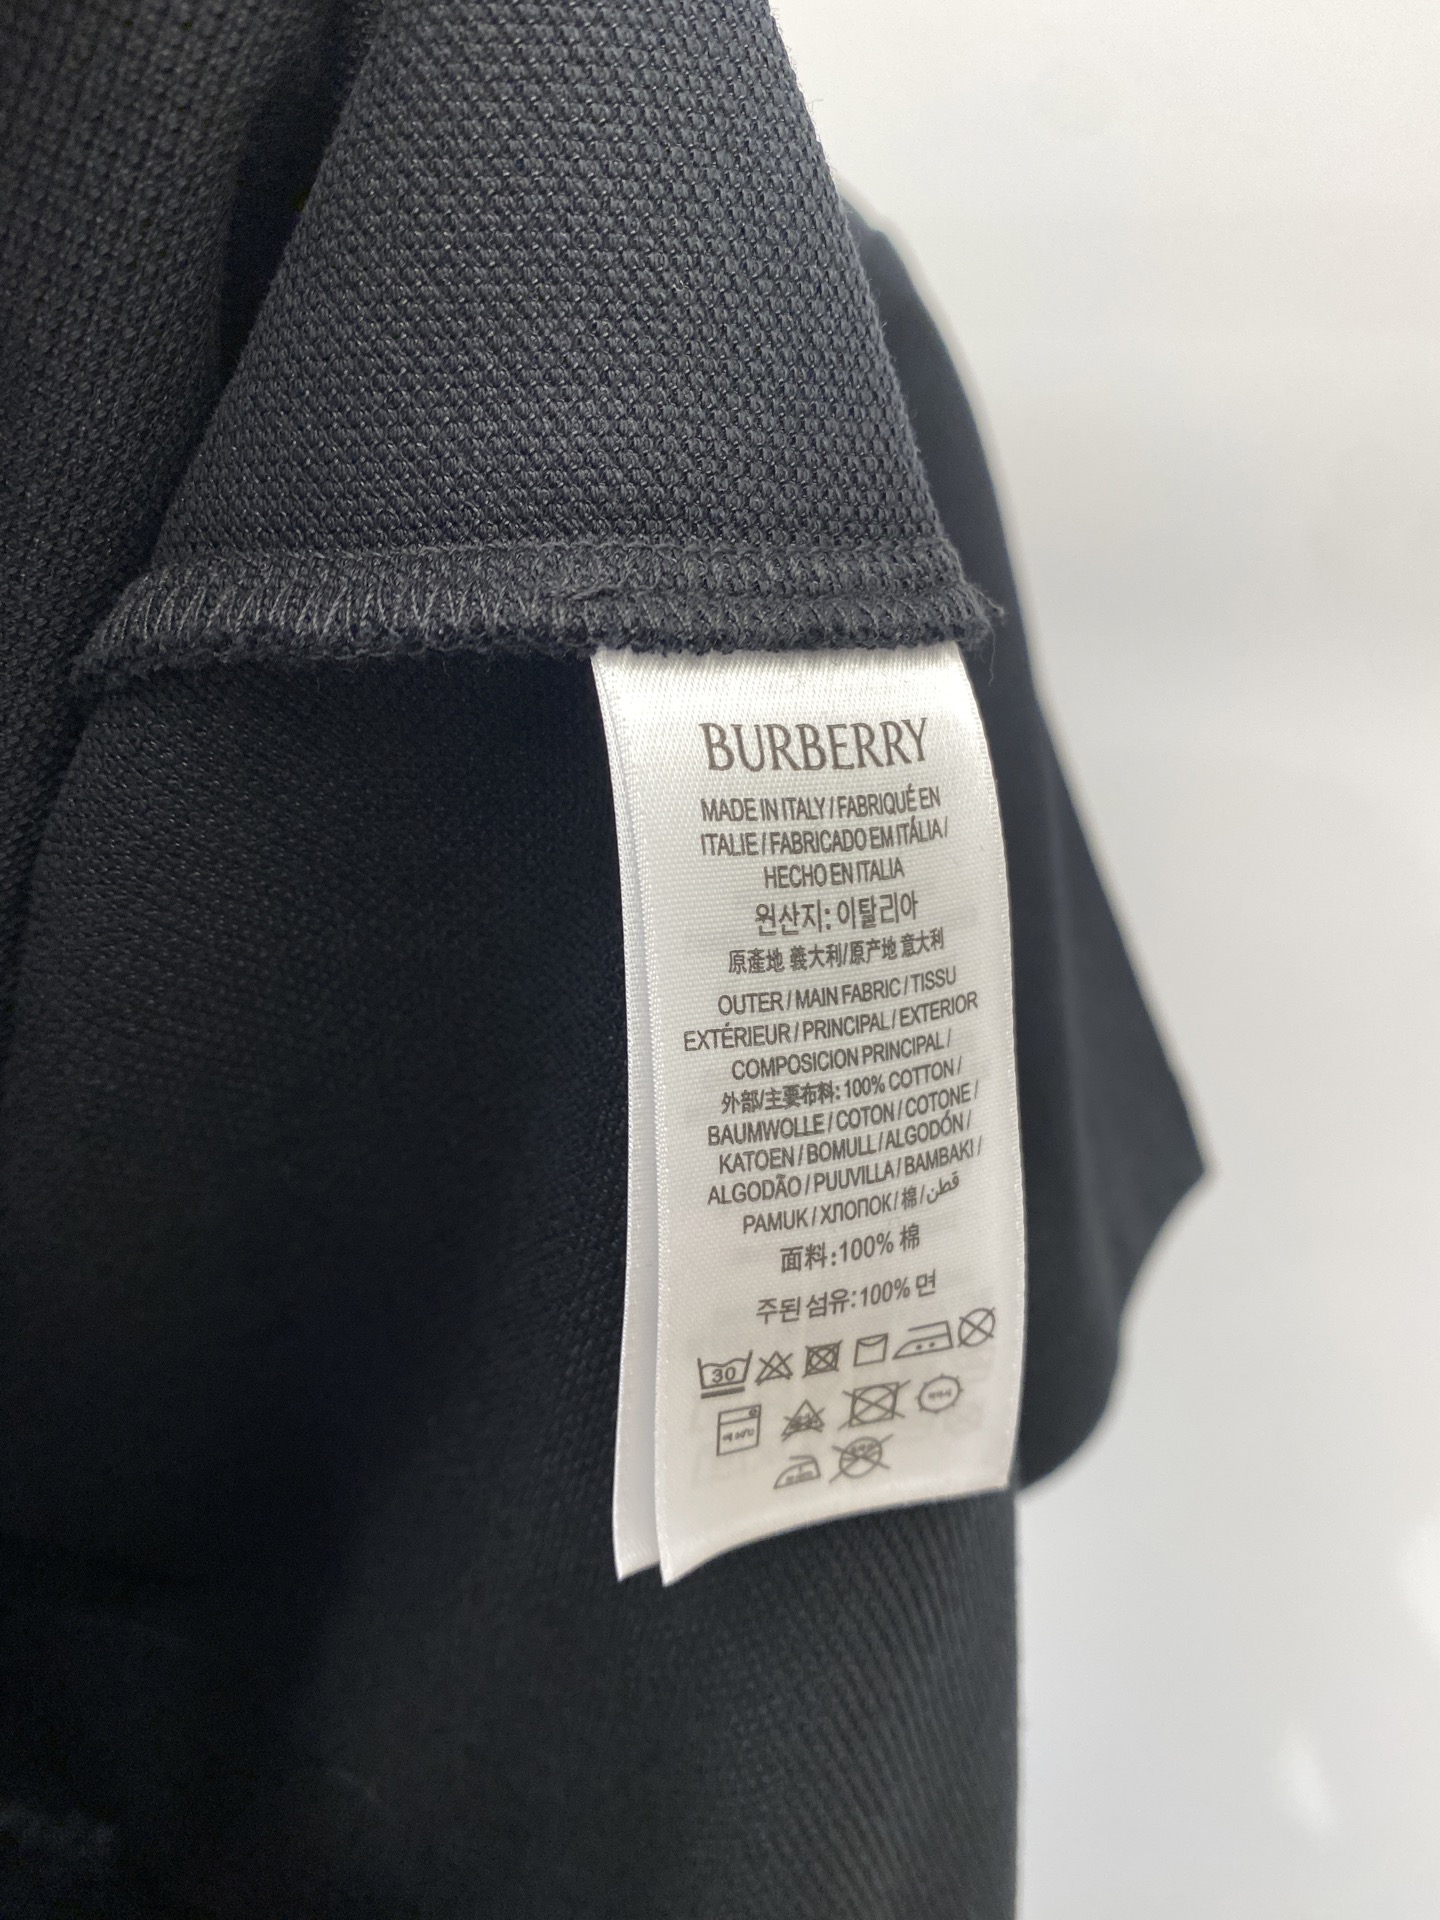 BURBERRY
MADE IN ITALY / FABRIQUÉ EN
ITALIE / FABRICADO EM ITÁLIA /
HECHO EN ITALIA
원산지: 이탈리아
原產地 義大利/原产地 意大利
OUTER / MAIN FABRIC / TISSU
EXTÉRIEUR / PRINCIPAL / EXTERIOR
COMPOSICION PRINCIPAL /
外部/主要布料: 100% COTTON /
BAUMWOLLE / COTON / COTONE /
KATOEN / BOMULL / ALGODÓN /
ALGODÃO / PUUVILLA / BAMBAKI /
PAMUK / ХЛОПОК / 棉 / قطن
面料:100% 棉
주된 섬유:100% 면
30